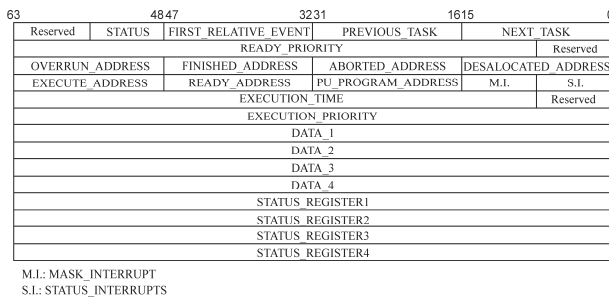 63 4847 3231 1615 0
Reserved STATUS FIRST_RELATIVE_EVENT PREVIOUS_TASK NEXT_TASK
READY_PRIORITY Reserved
OVERRUN_ADDRESS FINISHED_ADDRESS ABORTED_ADDRESS DESALOCATED_ADDRESS
EXECUTE_ADDRESS READY_ADDRESS PU_PROGRAM_ADDRESS M.I. S.I.
EXECUTION_TIME Reserved
EXECUTION_PRIORITY
DATA_1
DATA_2
DATA_3
DATA_4
STATUS_REGISTER1
STATUS_REGISTER2
STATUS_REGISTER3
STATUS_REGISTER4
M.I.: MASK_INTERRUPT
S.I.: STATUS_INTERRUPTS